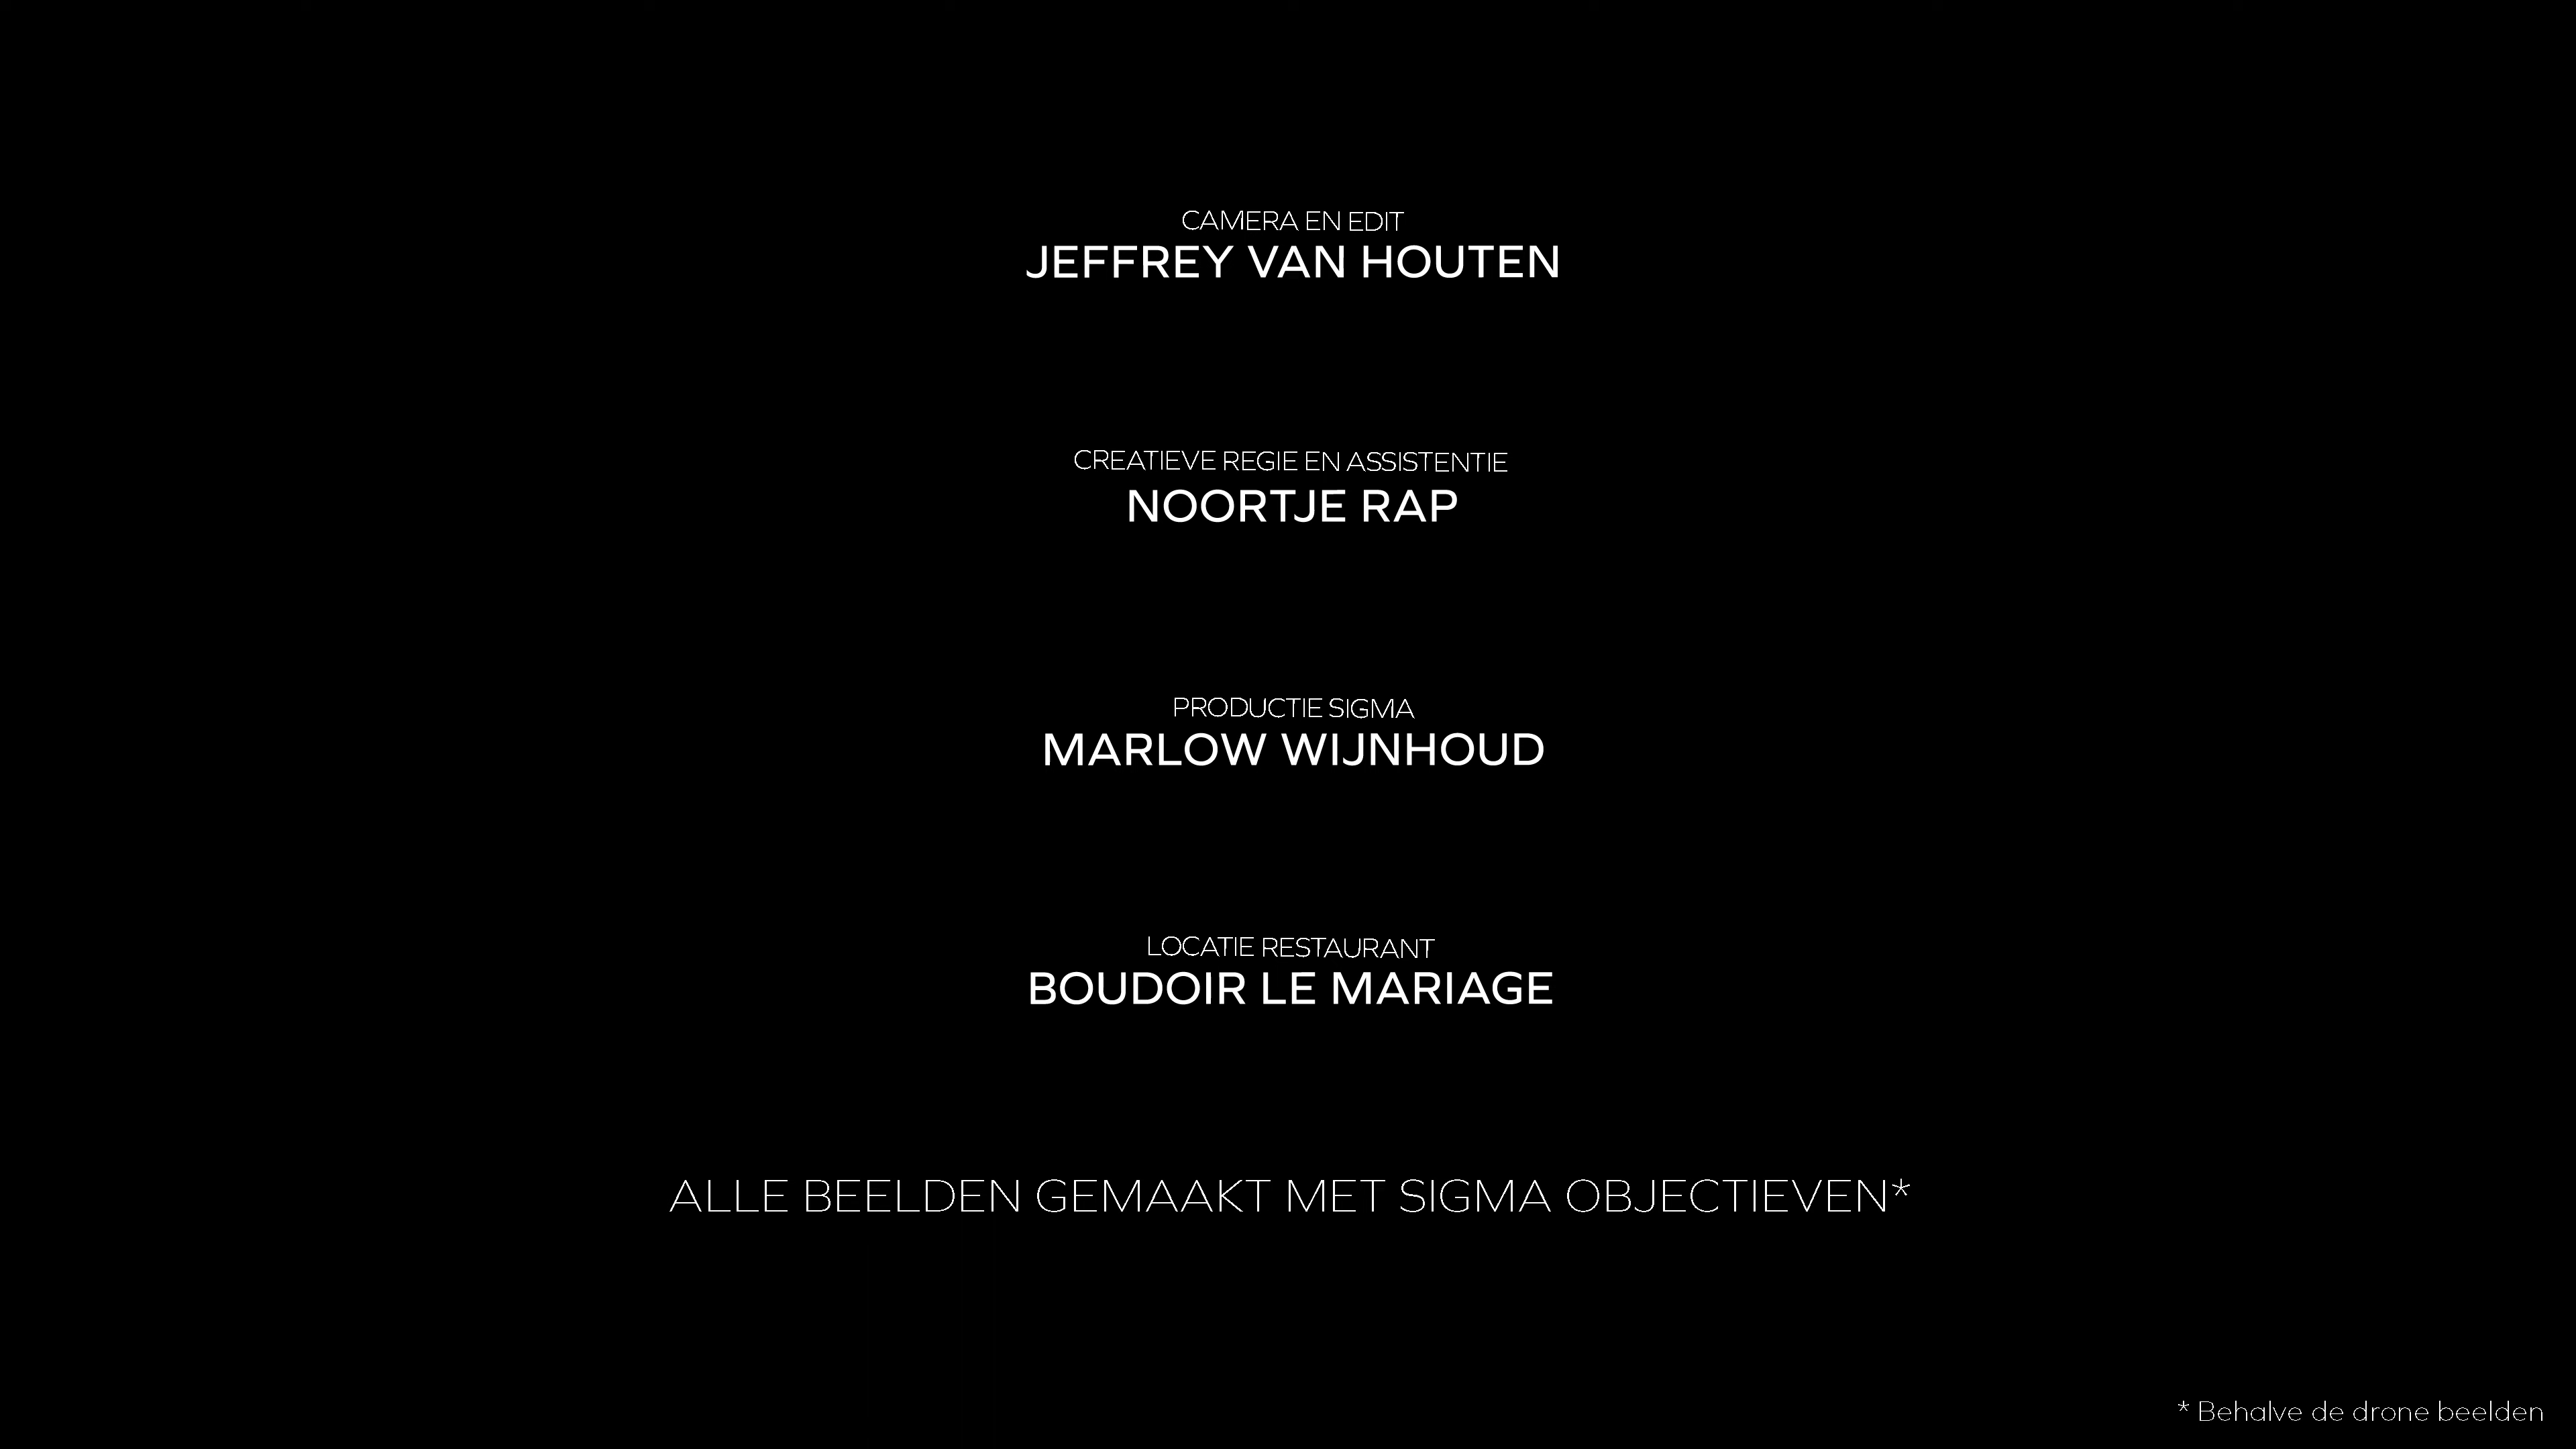 CAMERA EN EDIT
JEFFREY VAN HOUTEN
CREATIEVE REGIE EN ASSISTENTIE
NOORTJE RAP
PRODUCTIE SIGMA
MARLOW WIJNHOUD
LOCATIE RESTAURANT
BOUDOIR LE MARIAGE
ALLE BEELDEN GEMAAKT MET SIGMA OBJECTIEVEN*
* Behalve de drone beelden